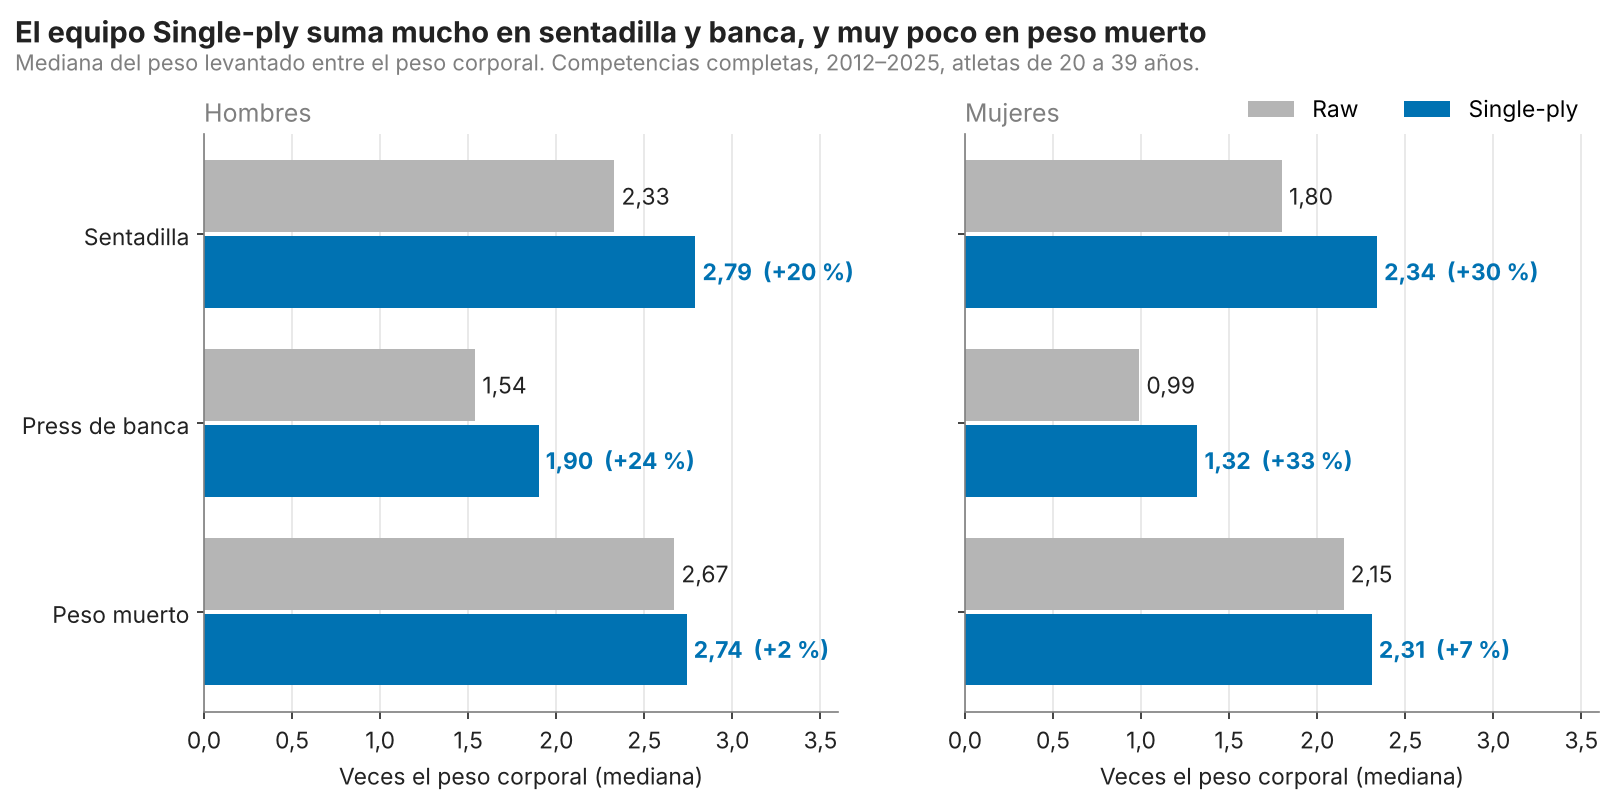 El equipo Single-ply suma mucho en sentadilla y banca, y muy poco en peso muerto
Mediana del peso levantado entre el peso corporal. Competencias completas, 2012–2025, atletas de 20 a 39 años.
Hombres
Mujeres
Raw
Single-ply
Sentadilla
2,33
2,79 (+20 %)
1,80
2,34 (+30 %)
Press de banca
1,54
1,90 (+24 %)
0,99
1,32 (+33 %)
Peso muerto
2,67
2,74 (+2 %)
2,15
2,31 (+7 %)
0,0 0,5 1,0 1,5 2,0 2,5 3,0 3,5
0,0 0,5 1,0 1,5 2,0 2,5 3,0 3,5
Veces el peso corporal (mediana)
Veces el peso corporal (mediana)